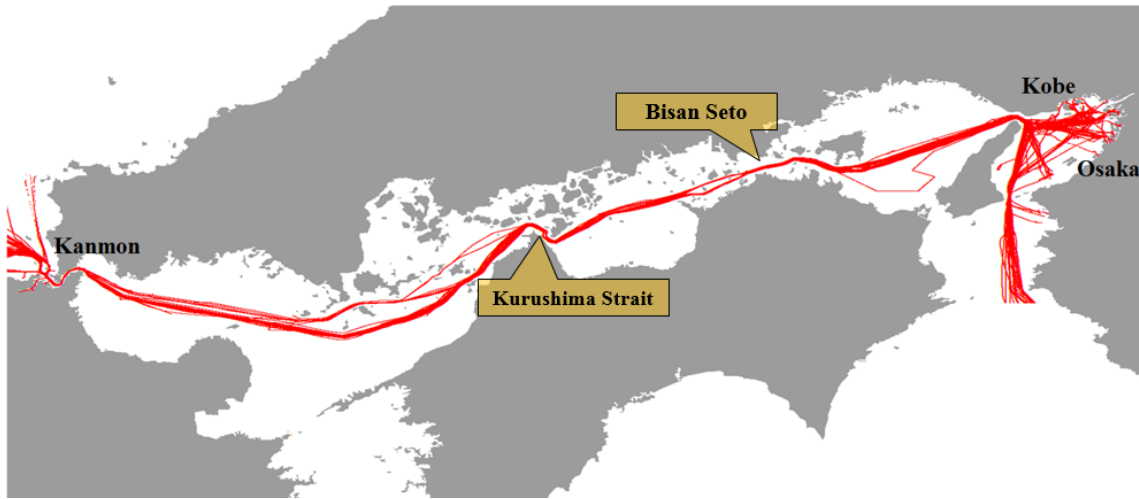 Kobe
Bisan Seto
Osaka
Kanmon
Kurushima Strait